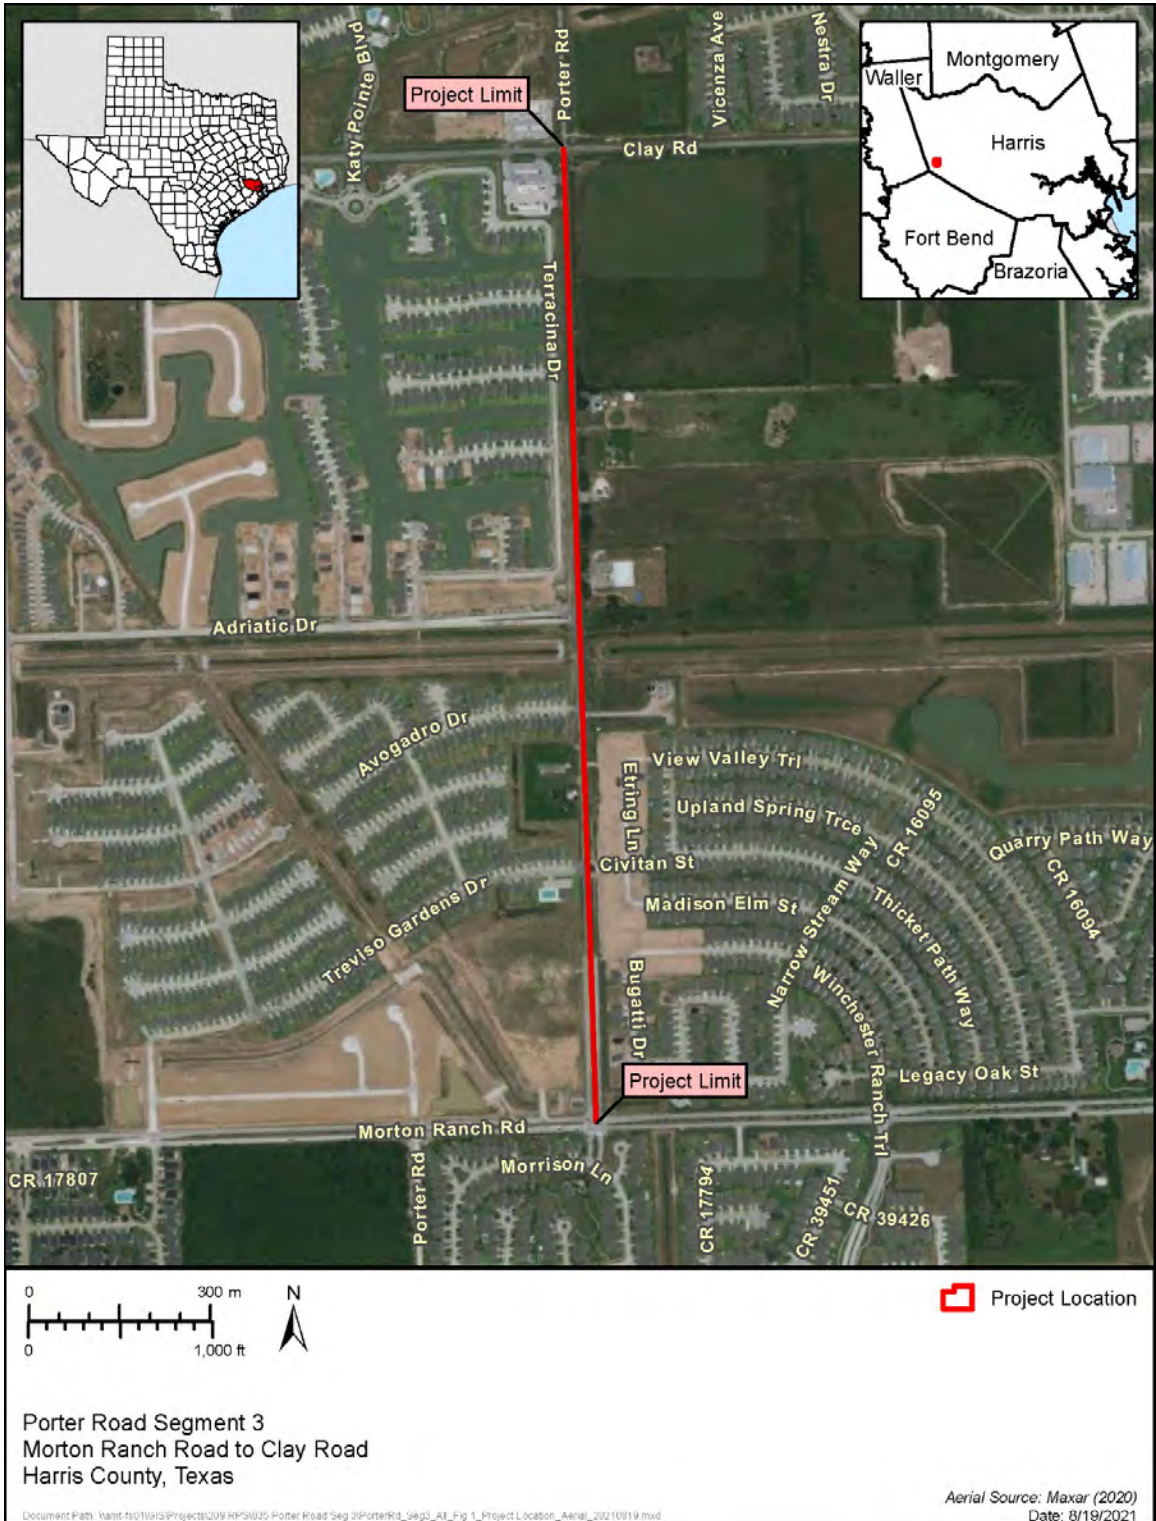 Katy Pointe Blvd
Porter Rd
Vicenza Ave
Nestra Dr
Project Limit
Clay Rd
Waller
Montgomery
Harris
Fort Bend
Brazoria
Terracina Dr
Adriatic Dr
Avogadro Dr
Treviso Gardens Dr
Etring Ln
View Valley Trl
Upland Spring Trce
Civitan St
Madison Elm St
Narrow Stream Way
CR 16095
Quarry Path Way
CR 16094
Thicket Path Way
Winchester Ranch Trl
Bugatti Dr
Legacy Oak St
Project Limit
Morton Ranch Rd
Morrison Ln
CR 17807
Porter Rd
CR 17794
CR 39451
CR 39426
0 300 m
0 1,000 ft
N
Project Location
Porter Road Segment 3
Morton Ranch Road to Clay Road
Harris County, Texas
Aerial Source: Maxar (2020)
Date: 8/19/2021